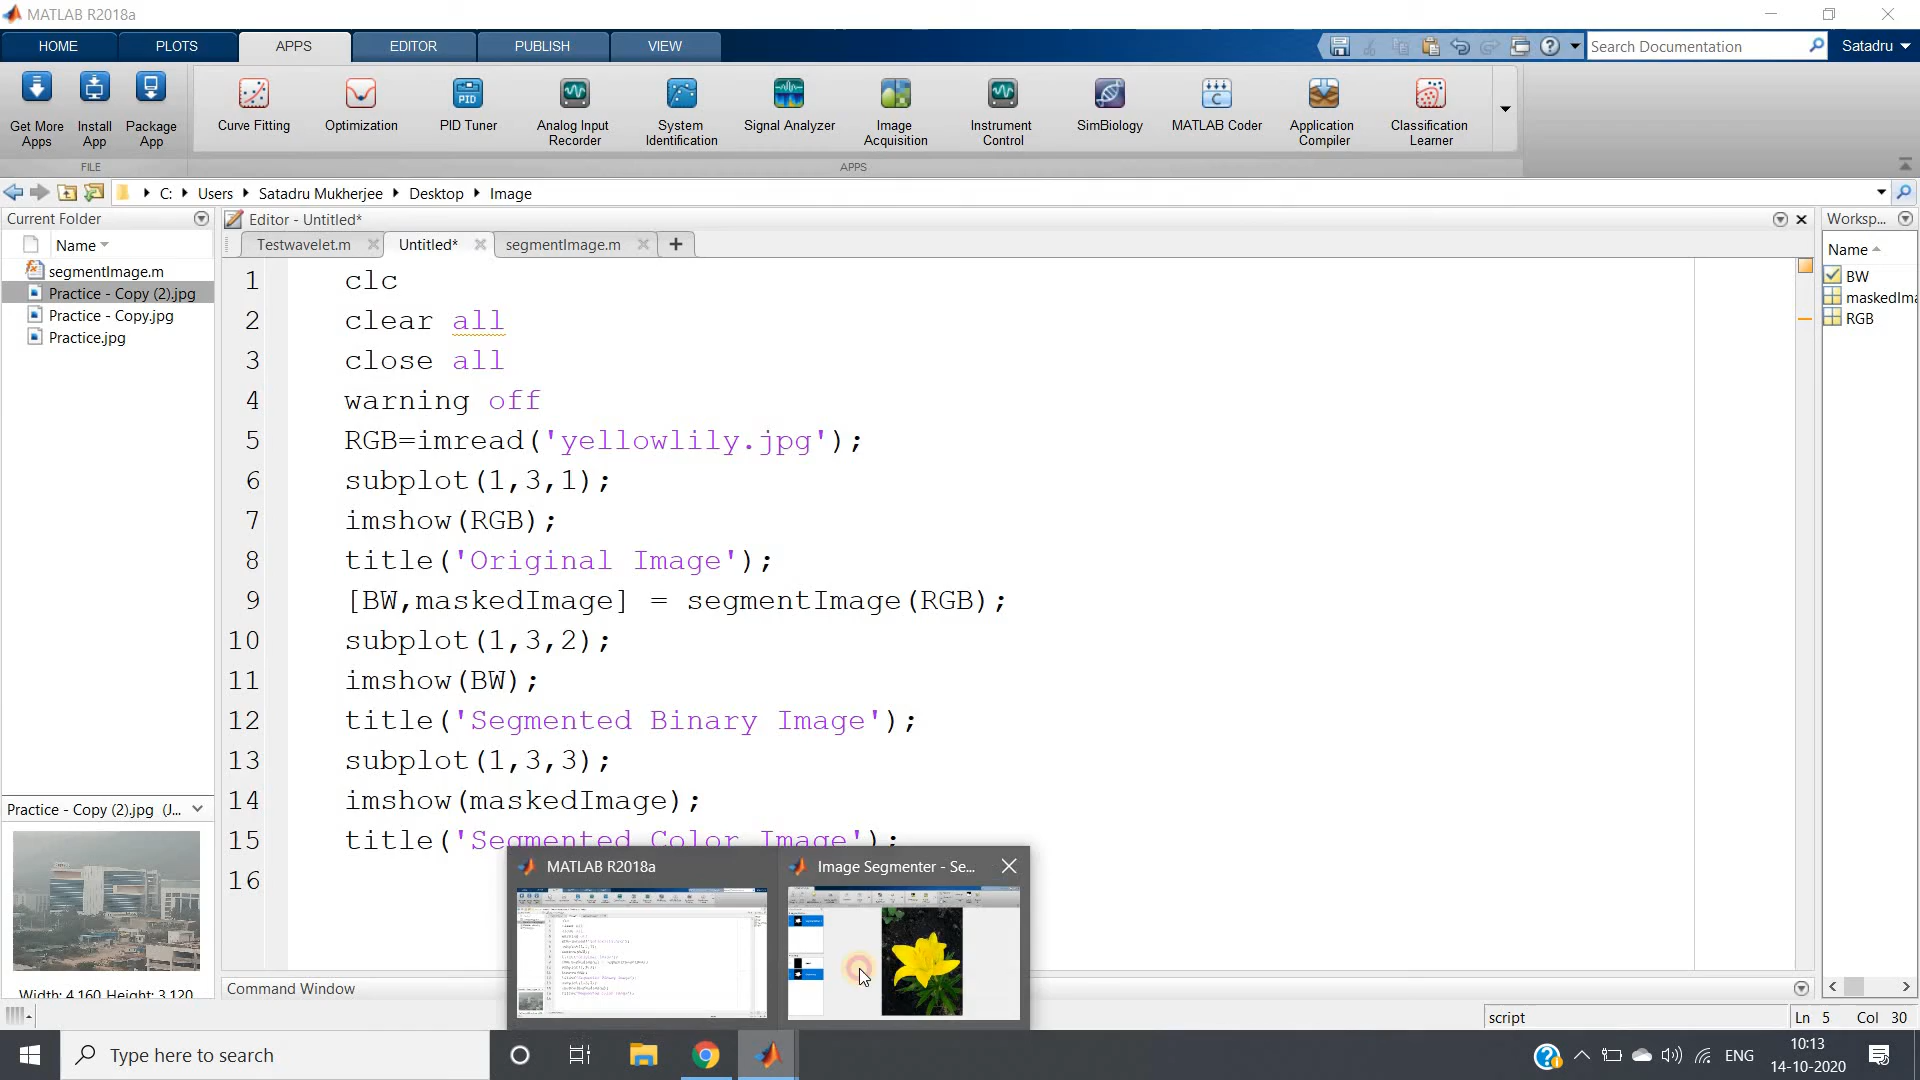 MATLAB R2018a
HOME PLOTS APPS EDITOR PUBLISH VIEW
Search Documentation
Satadru
Get More Apps
Install App
Package App
Curve Fitting
Optimization
PID Tuner
Analog Input Recorder
System Identification
Signal Analyzer
Image Acquisition
Instrument Control
SimBiology
MATLAB Coder
Application Compiler
Classification Learner
FILE
APPS
C: Users Satadru Mukherjee Desktop Image
Current Folder
Name
segmentImage.m
Practice - Copy (2).jpg
Practice - Copy.jpg
Practice.jpg
Editor - Untitled*
Testwavelet.m Untitled* segmentImage.m
1 clc
2 clear all
3 close all
4 warning off
5 RGB=imread('yellowlily.jpg');
6 subplot(1,3,1);
7 imshow(RGB);
8 title('Original Image');
9 [BW,maskedImage] = segmentImage(RGB);
10 subplot(1,3,2);
11 imshow(BW);
12 title('Segmented Binary Image');
13 subplot(1,3,3);
14 imshow(maskedImage);
15 title('Segmented Color Image');
16
Worksp...
Name
BW
maskedIma
RGB
Practice - Copy (2).jpg (J...
Width: 4,160 Height: 3,120
MATLAB R2018a
Image Segmenter - Se...
Command Window
script
Ln 5 Col 30
Type here to search
ENG
10:13
14-10-2020